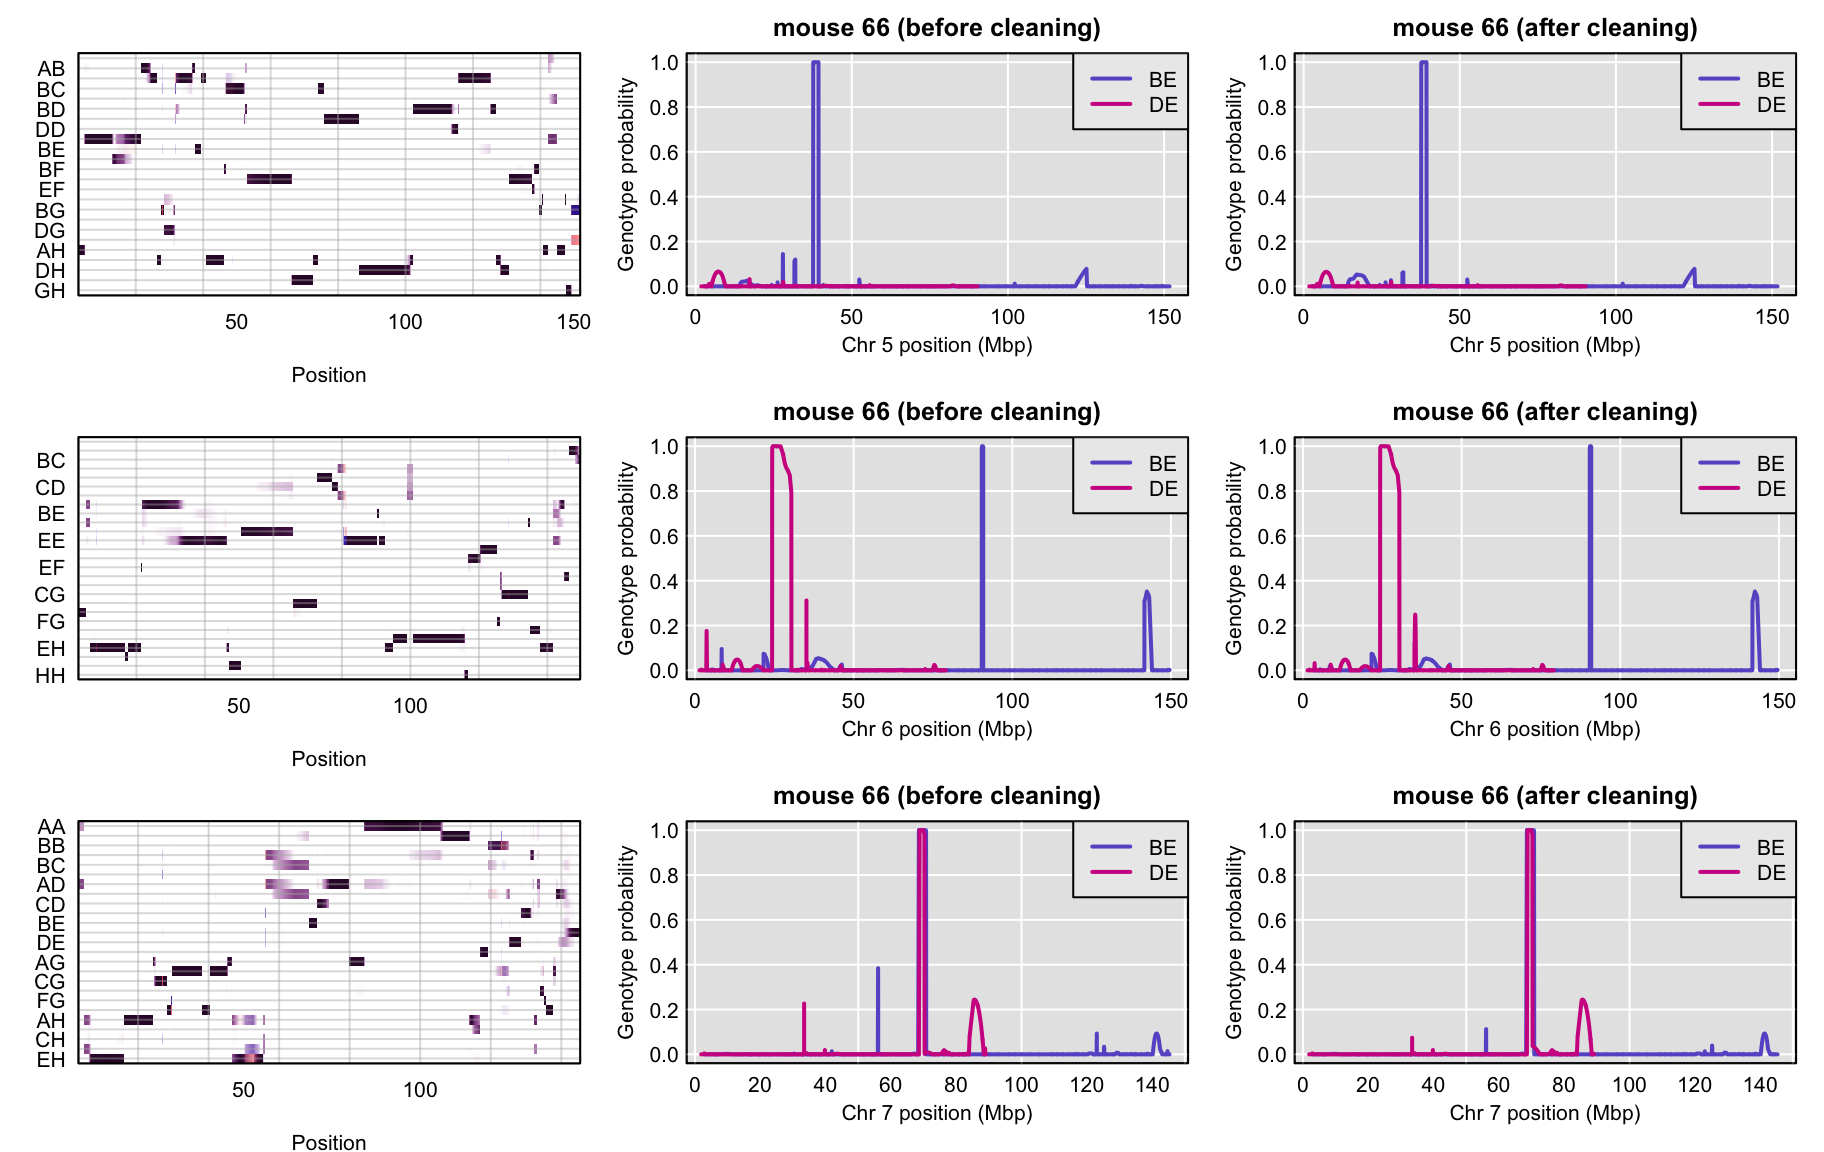 mouse 66 (before cleaning)
mouse 66 (after cleaning)
AB
BC
BD
DD
BE
BF
EF
BG
DG
AH
DH
GH
50
100
150
Position
Genotype probability
1.0
0.8
0.6
0.4
0.2
0.0
BE
DE
0
50
100
150
Chr 5 position (Mbp)
Genotype probability
1.0
0.8
0.6
0.4
0.2
0.0
BE
DE
0
50
100
150
Chr 5 position (Mbp)
mouse 66 (before cleaning)
mouse 66 (after cleaning)
BC
CD
BE
EE
EF
CG
FG
EH
HH
50
100
Position
Genotype probability
1.0
0.8
0.6
0.4
0.2
0.0
BE
DE
0
50
100
150
Chr 6 position (Mbp)
Genotype probability
1.0
0.8
0.6
0.4
0.2
0.0
BE
DE
0
50
100
150
Chr 6 position (Mbp)
mouse 66 (before cleaning)
mouse 66 (after cleaning)
AA
BB
BC
AD
CD
BE
DE
AG
CG
FG
AH
CH
EH
50
100
Position
Genotype probability
1.0
0.8
0.6
0.4
0.2
0.0
BE
DE
0
20
40
60
80
100
120
140
Chr 7 position (Mbp)
Genotype probability
1.0
0.8
0.6
0.4
0.2
0.0
BE
DE
0
20
40
60
80
100
120
140
Chr 7 position (Mbp)